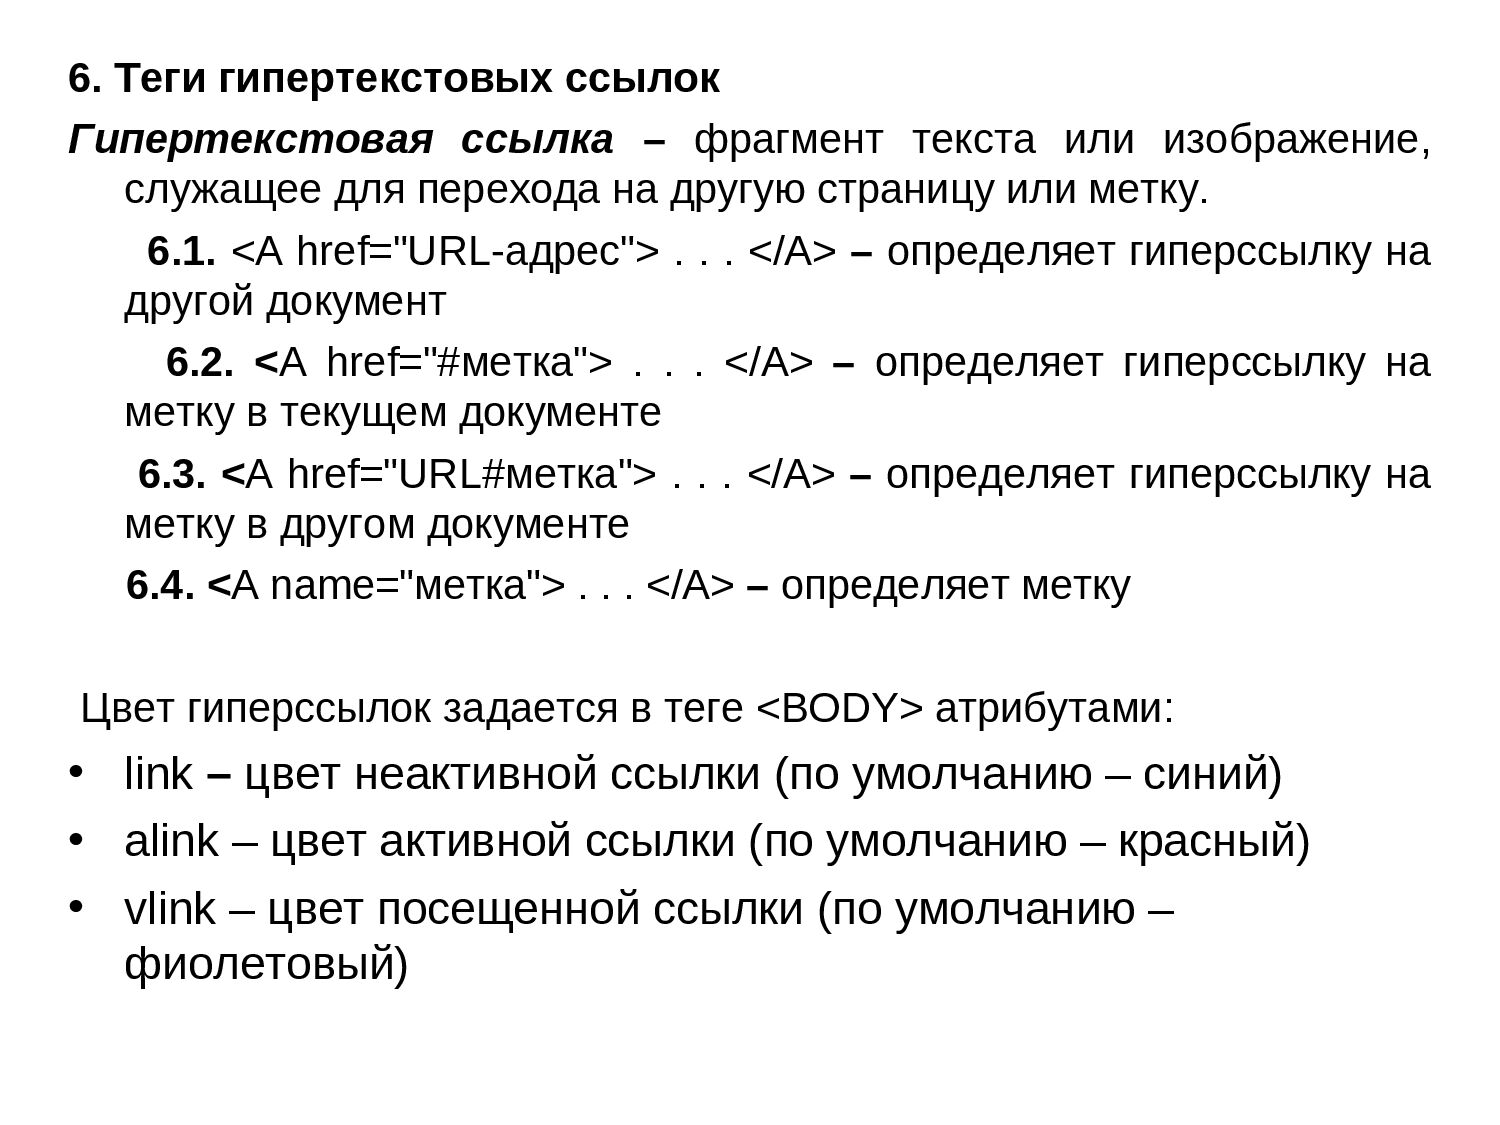 6. Теги гипертекстовых ссылок
Гипертекстовая ссылка – фрагмент текста или изображение,
служащее для перехода на другую страницу или метку.
6.1. <A href="URL-адрес"> . . . </A> – определяет гиперссылку на
другой документ
6.2. <A href="#метка"> . . . </A> – определяет гиперссылку на
метку в текущем документе
6.3. <A href="URL#метка"> . . . </A> – определяет гиперссылку на
метку в другом документе
6.4. <A name="метка"> . . . </A> – определяет метку
Цвет гиперссылок задается в теге <BODY> атрибутами:
• link – цвет неактивной ссылки (по умолчанию – синий)
• alink – цвет активной ссылки (по умолчанию – красный)
• vlink – цвет посещенной ссылки (по умолчанию –
фиолетовый)